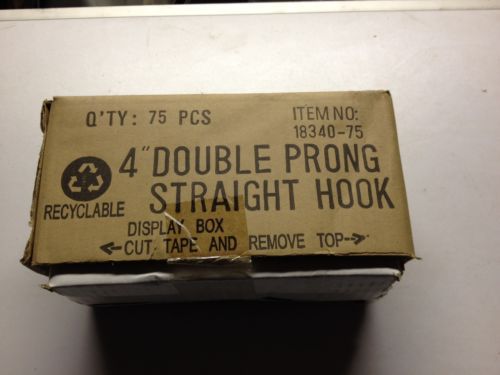 Q'TY: 75 PCS
ITEM NO:
18340-75
4" DOUBLE PRONG
STRAIGHT HOOK
RECYCLABLE
DISPLAY BOX
<-CUT TAPE AND REMOVE TOP-->